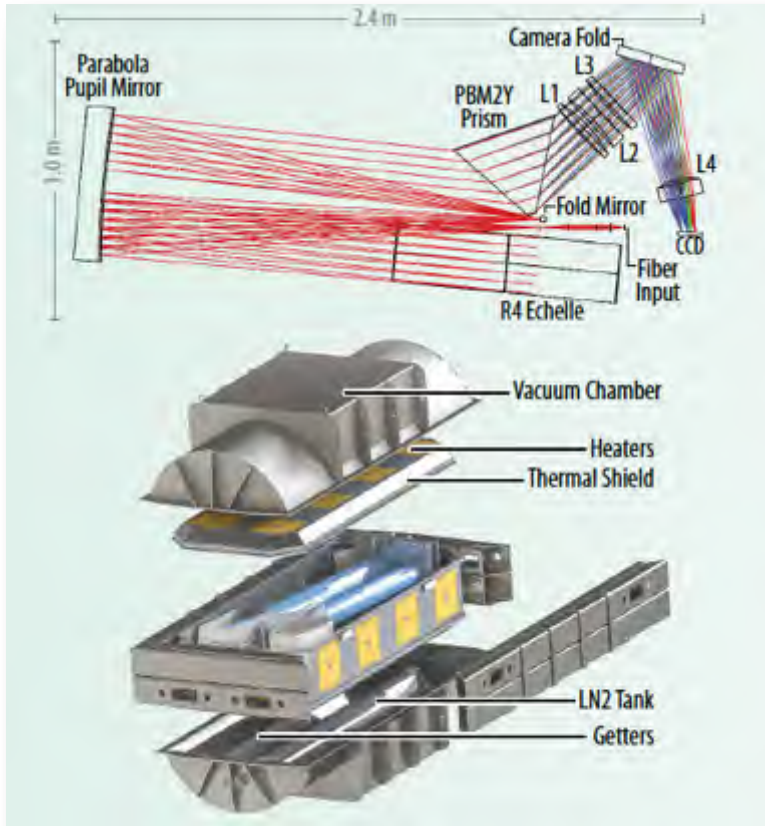 2.4 m
Camera Fold
Parabola
Pupil Mirror
L3
PBM2Y
Prism
L1
L2
1.0 m
L4
Fold Mirror
CCD
Fiber
Input
R4 Echelle
Vacuum Chamber
Heaters
Thermal Shield
LN2 Tank
Getters